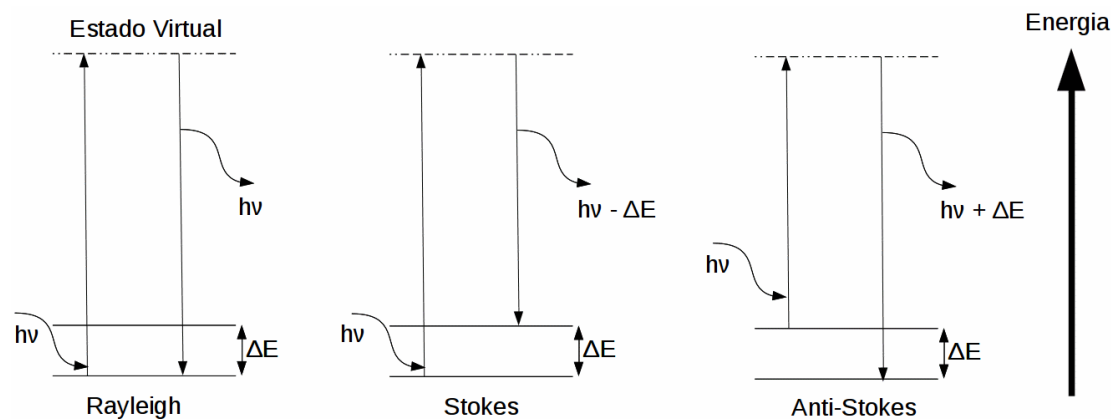 Estado Virtual
Energia
hν
hν - ΔE
hν + ΔE
hν
hν
hν
ΔE
ΔE
ΔE
Rayleigh
Stokes
Anti-Stokes